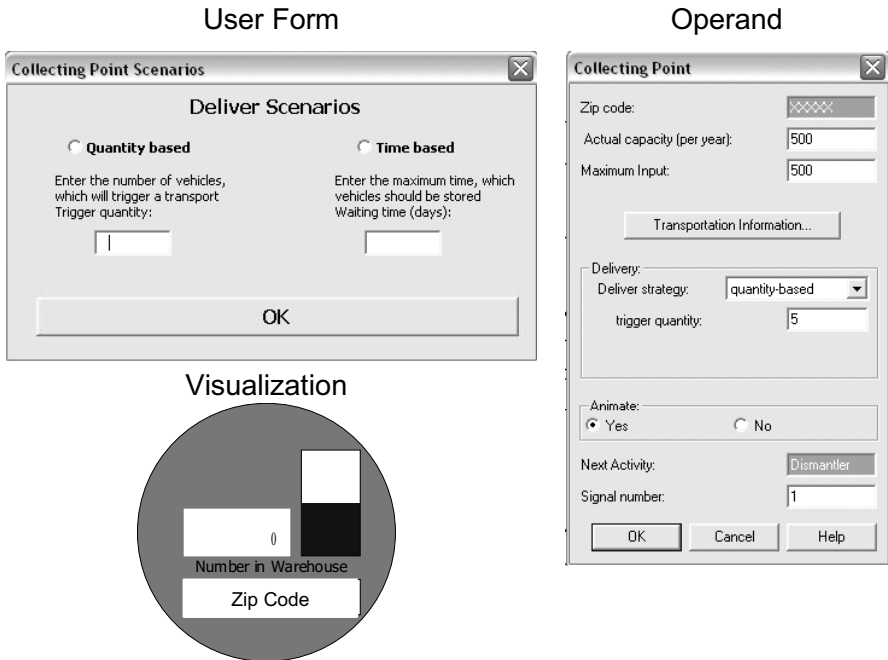 User Form
Collecting Point Scenarios
Deliver Scenarios
Quantity based
Enter the number of vehicles,
which will trigger a transport
Trigger quantity:
Time based
Enter the maximum time, which
vehicles should be stored
Waiting time (days):
OK
Visualization
0
Number in Warehouse
Zip Code
Operand
Collecting Point
Zip code: XXXXX
Actual capacity (per year): 500
Maximum Input: 500
Transportation Information...
Delivery:
Deliver strategy: quantity-based
trigger quantity: 5
Animate:
Yes No
Next Activity: Dismantler
Signal number: 1
OK Cancel Help